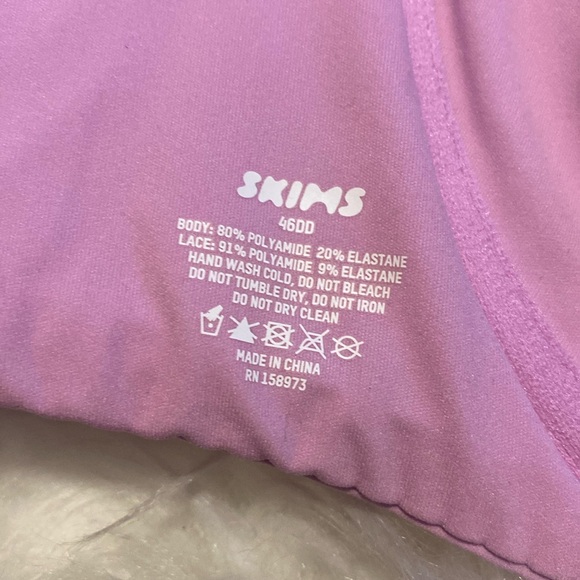 SKIMS
46DD
BODY: 80% POLYAMIDE 20% ELASTANE
LACE: 91% POLYAMIDE 9% ELASTANE
HAND WASH COLD, DO NOT BLEACH
DO NOT TUMBLE DRY, DO NOT IRON
DO NOT DRY CLEAN
MADE IN CHINA
RN 158973